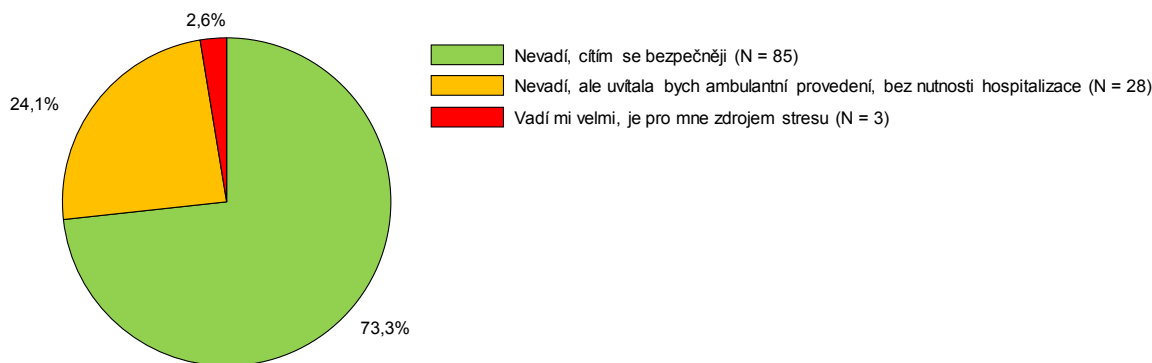 2,6%
Nevadí, cítím se bezpečněji (N = 85)
Nevadí, ale uvítala bych ambulantní provedení, bez nutnosti hospitalizace (N = 28)
24,1%
Vadí mi velmi, je pro mne zdrojem stresu (N = 3)
73,3%